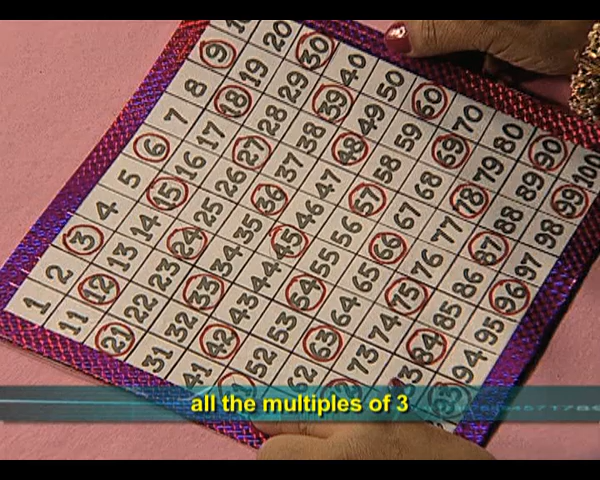 1 2 3 4 5 6 7 8 9 10
11 12 13 14 15 16 17 18 19 20
21 22 23 24 25 26 27 28 29 30
31 32 33 34 35 36 37 38 39 40
41 42 43 44 45 46 47 48 49 50
52 53 54 55 56 57 58 59 60
62 63 64 65 66 67 68 69 70
73 74 75 76 77 78 79 80
83 84 85 86 87 88 89 90
94 95 96 97 98 99 100
all the multiples of 3